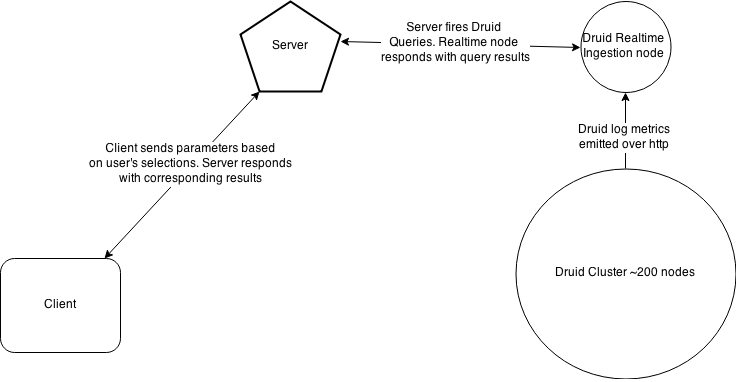 Server
Server fires Druid
Queries. Realtime node
responds with query results
Druid Realtime
Ingestion node
Client sends parameters based
on user's selections. Server responds
with corresponding results
Druid log metrics
emitted over http
Client
Druid Cluster ~200 nodes